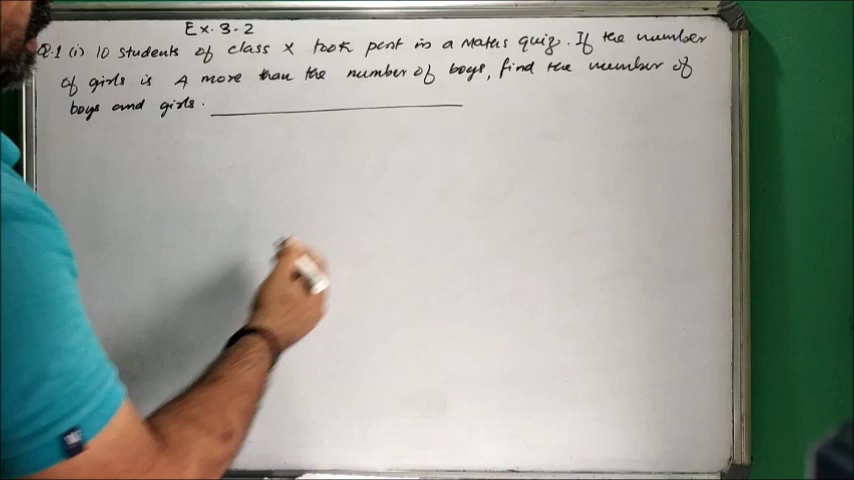 Ex. 3.2
Q.1 (i) 10 students of class X took part in a Maths quiz. If the number
of girls is 4 more than the number of boys, find the number of
boys and girls.